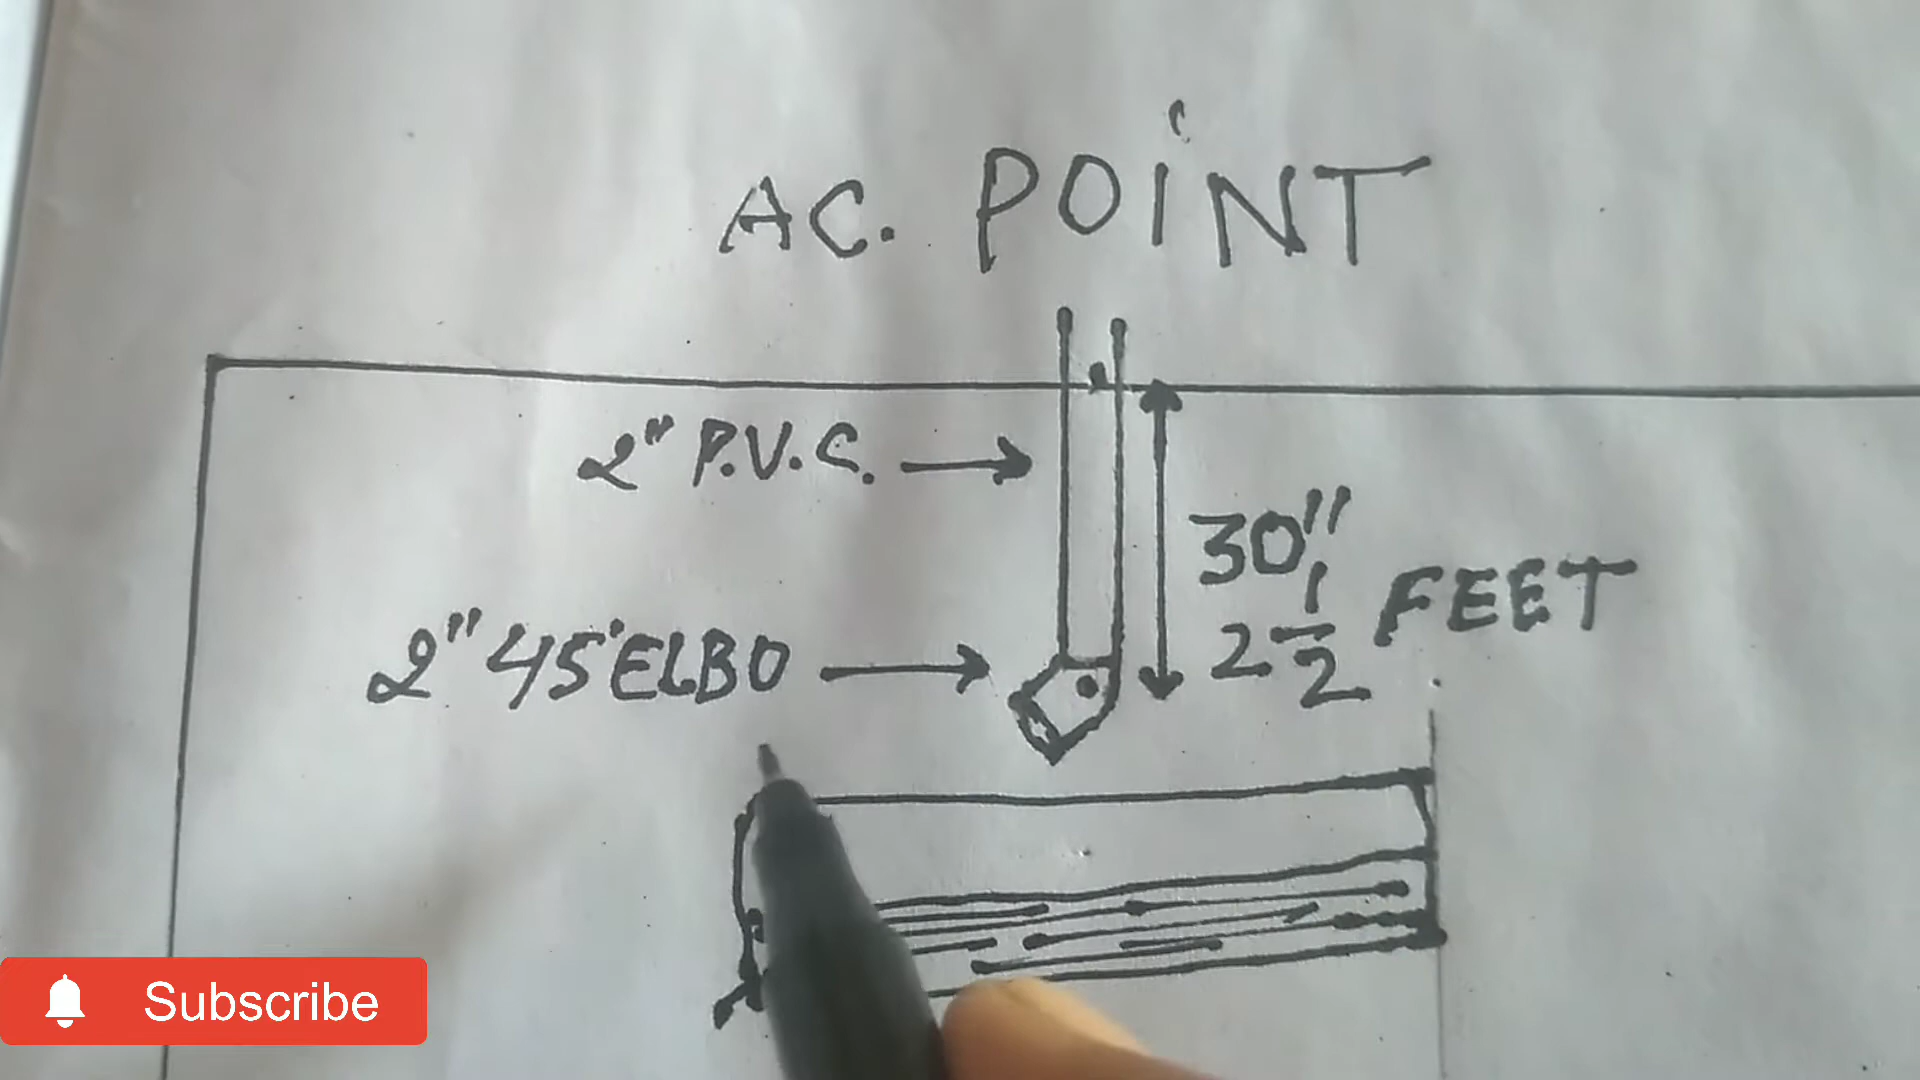 AC. POINT
2" P.V.C.
30"
2 1/2 FEET
2" 45° ELBO
Subscribe